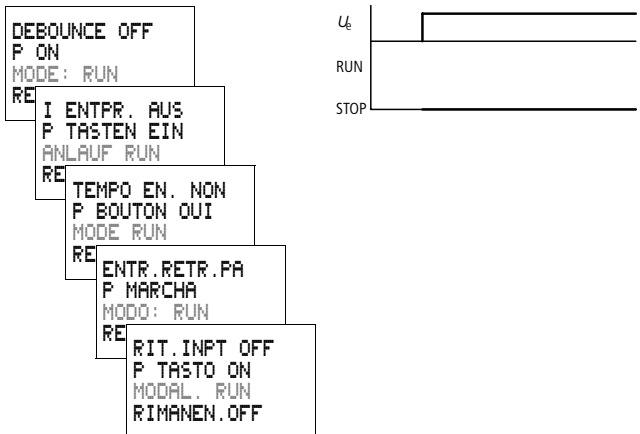 DEBOUNCE OFF
P ON
MODE: RUN
RE
I ENTPR. AUS
P TASTEN EIN
ANLAUF RUN
RE
TEMPO EN. NON
P BOUTON OUI
MODE RUN
RE
ENTR.RETR.PA
P MARCHA
MODO: RUN
RE
RIT.INPT OFF
P TASTO ON
MODAL. RUN
RIMANEN.OFF
Ue
RUN
STOP